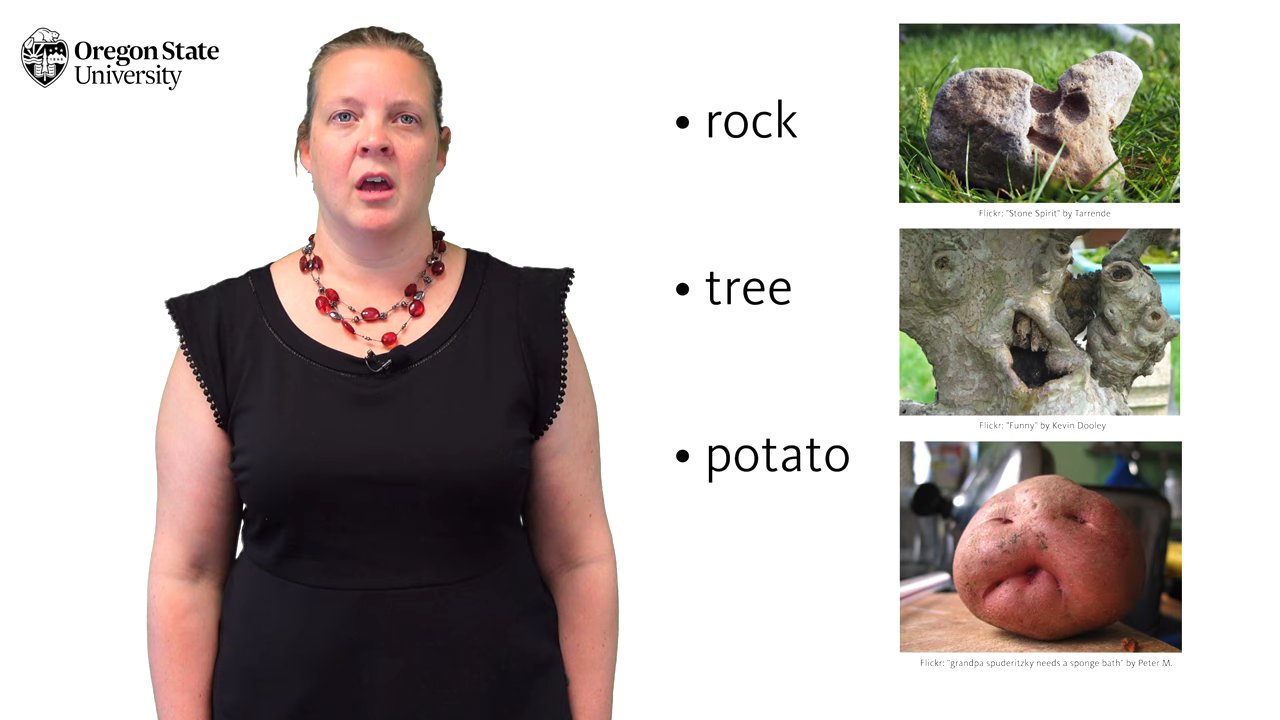 Oregon State
University
• rock
Flickr: "Stone Spirit" by Tarrende
• tree
Flickr: "Funny" by Kevin Dooley
• potato
Flickr: "grandpa spuderitzky needs a sponge bath" by Peter M.